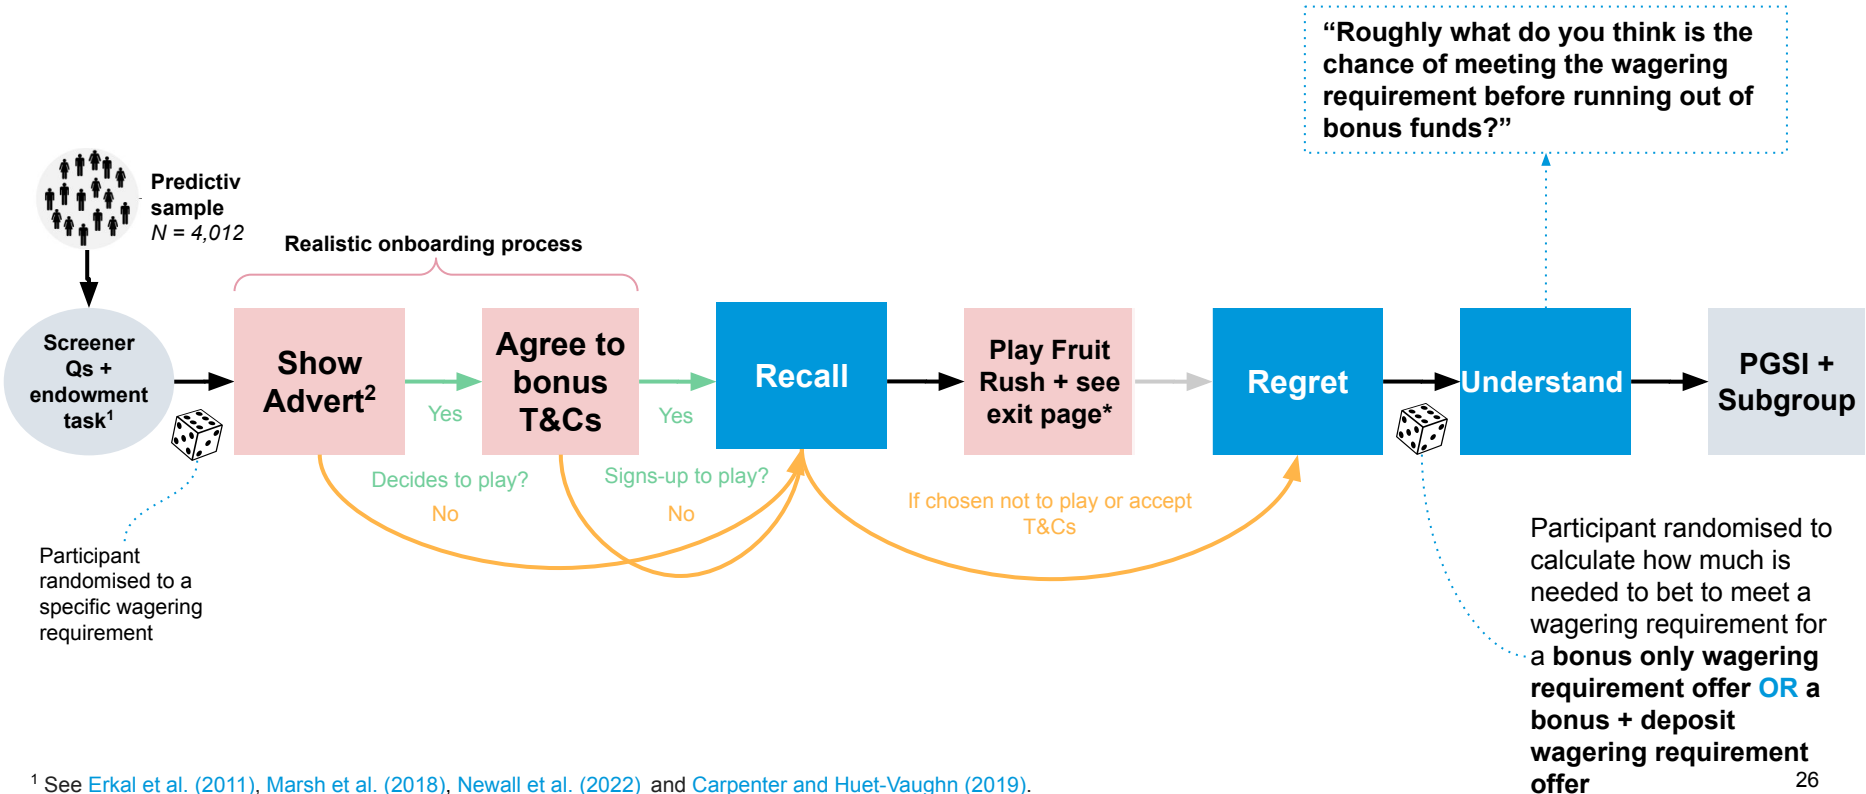 “Roughly what do you think is the
chance of meeting the wagering
requirement before running out of
bonus funds?”
Predictiv
sample
N = 4,012
Realistic onboarding process
Screener
Qs +
endowment
task1
Show
Advert2
Yes
Agree to
bonus
T&Cs
Yes
Recall
Play Fruit
Rush + see
exit page*
Regret
Understand
PGSI +
Subgroup
Decides to play?
No
Signs-up to play?
No
If chosen not to play or accept
T&Cs
Participant
randomised to a
specific wagering
requirement
Participant randomised to
calculate how much is
needed to bet to meet a
wagering requirement for
a bonus only wagering
requirement offer OR a
bonus + deposit
wagering requirement
offer
1 See Erkal et al. (2011), Marsh et al. (2018), Newall et al. (2022) and Carpenter and Huet-Vaughn (2019).
26